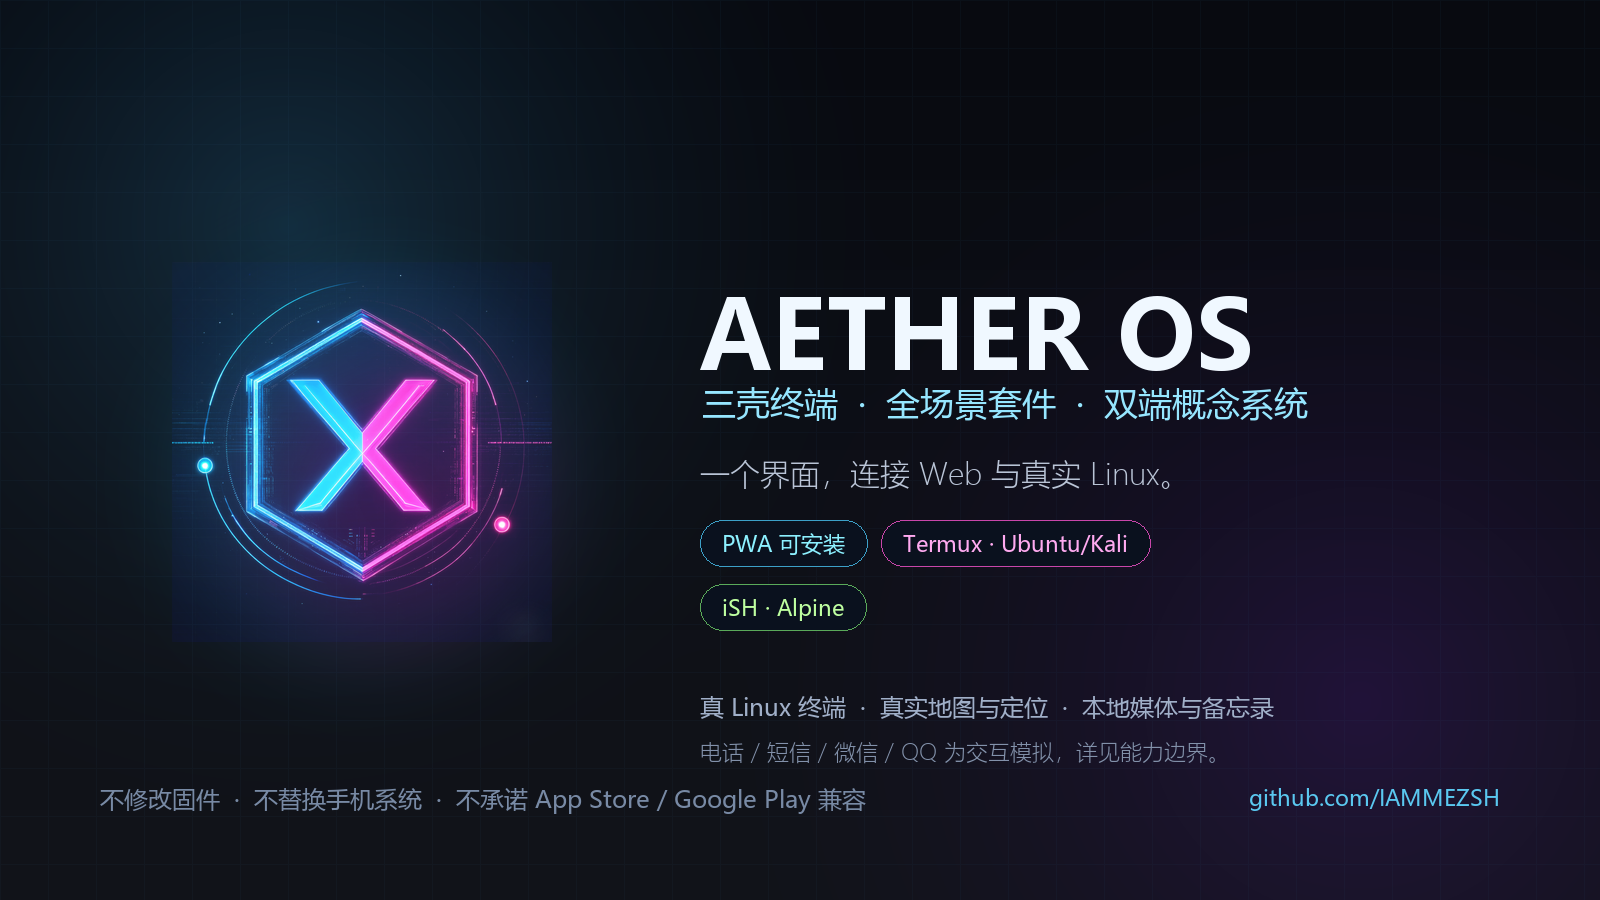 AETHER OS
三壳终端 · 全场景套件 · 双端概念系统
一个界面，连接 Web 与真实 Linux。
PWA 可安装
Termux · Ubuntu/Kali
iSH · Alpine
真 Linux 终端 · 真实地图与定位 · 本地媒体与备忘录
电话 / 短信 / 微信 / QQ 为交互模拟，详见能力边界。
不修改固件 · 不替换手机系统 · 不承诺 App Store / Google Play 兼容
github.com/IAMMEZSH